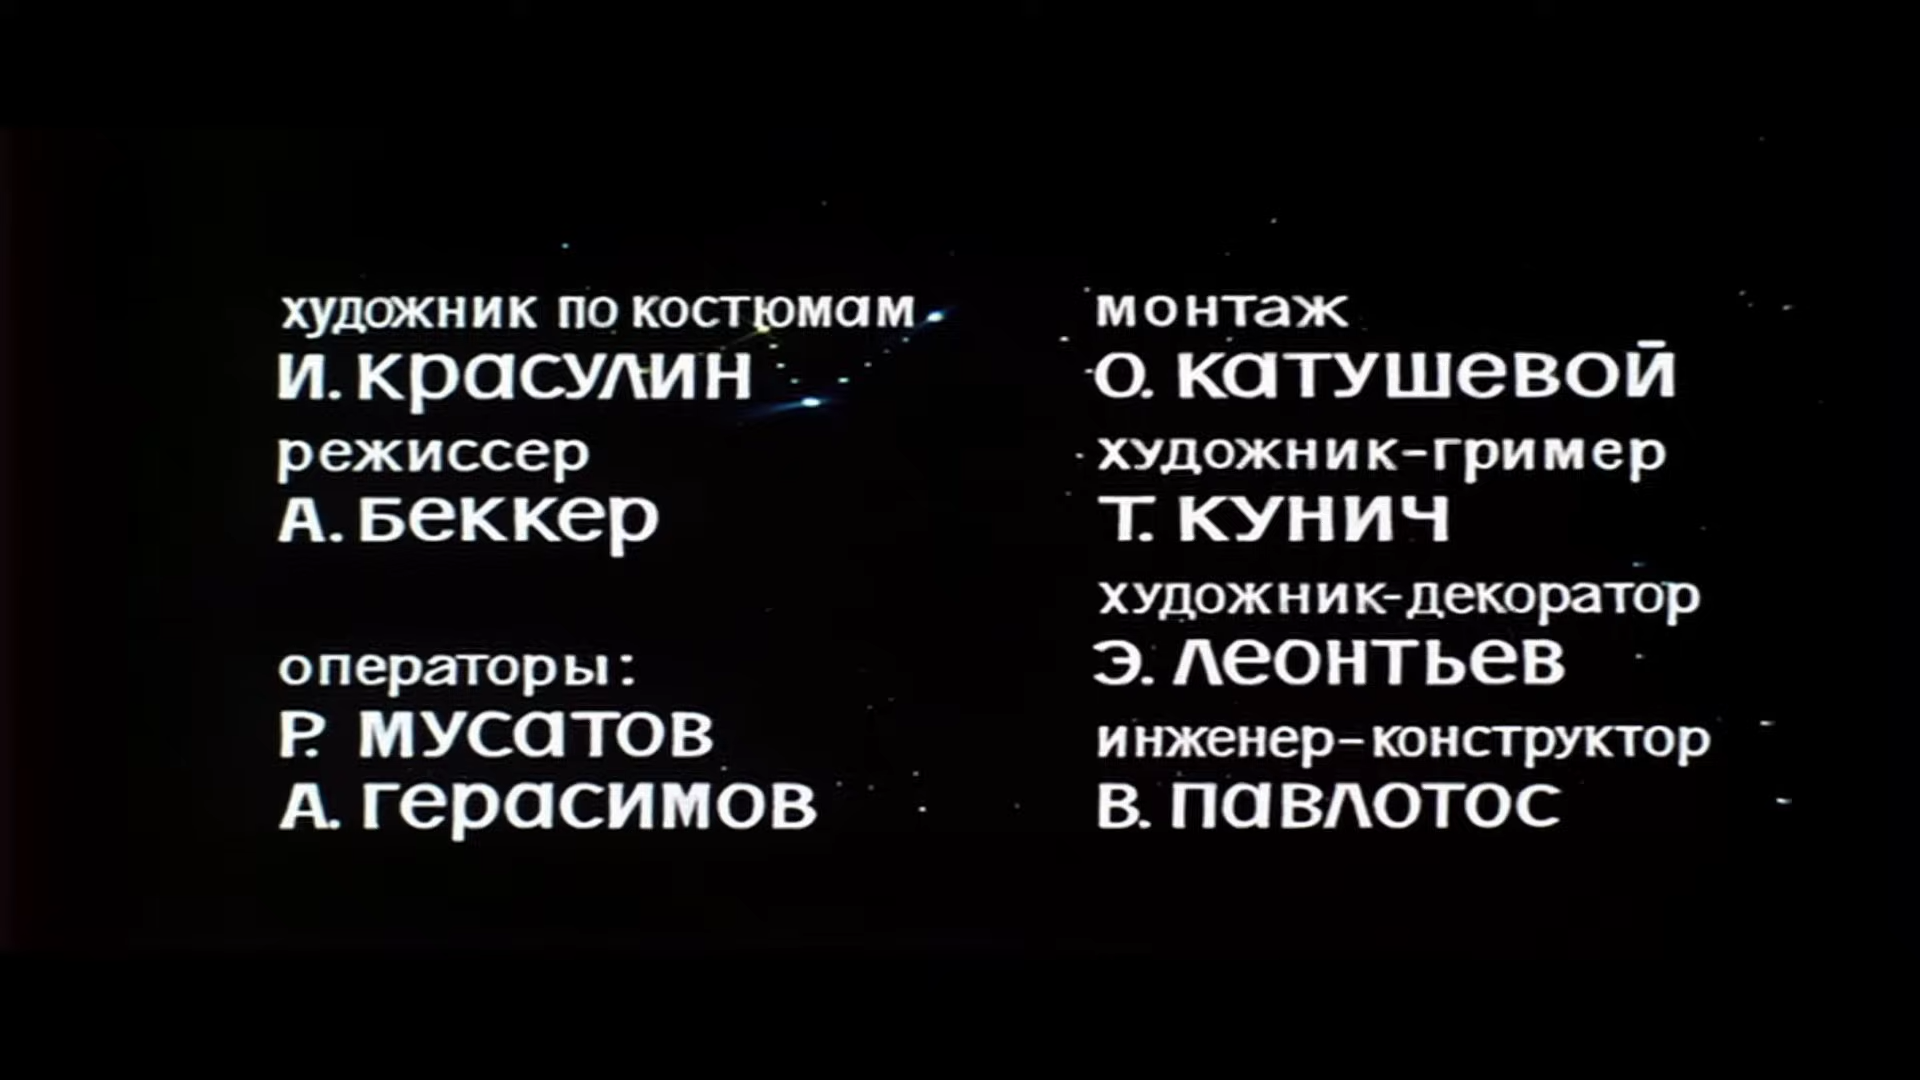 художник по костюмам
И. Красулин
режиссер
А. Беккер
операторы:
Р. Мусатов
А. Герасимов
монтаж
О. Катушевой
художник-гример
Т. Кунич
художник-декоратор
Э. Леонтьев
инженер-конструктор
В. Павлотос